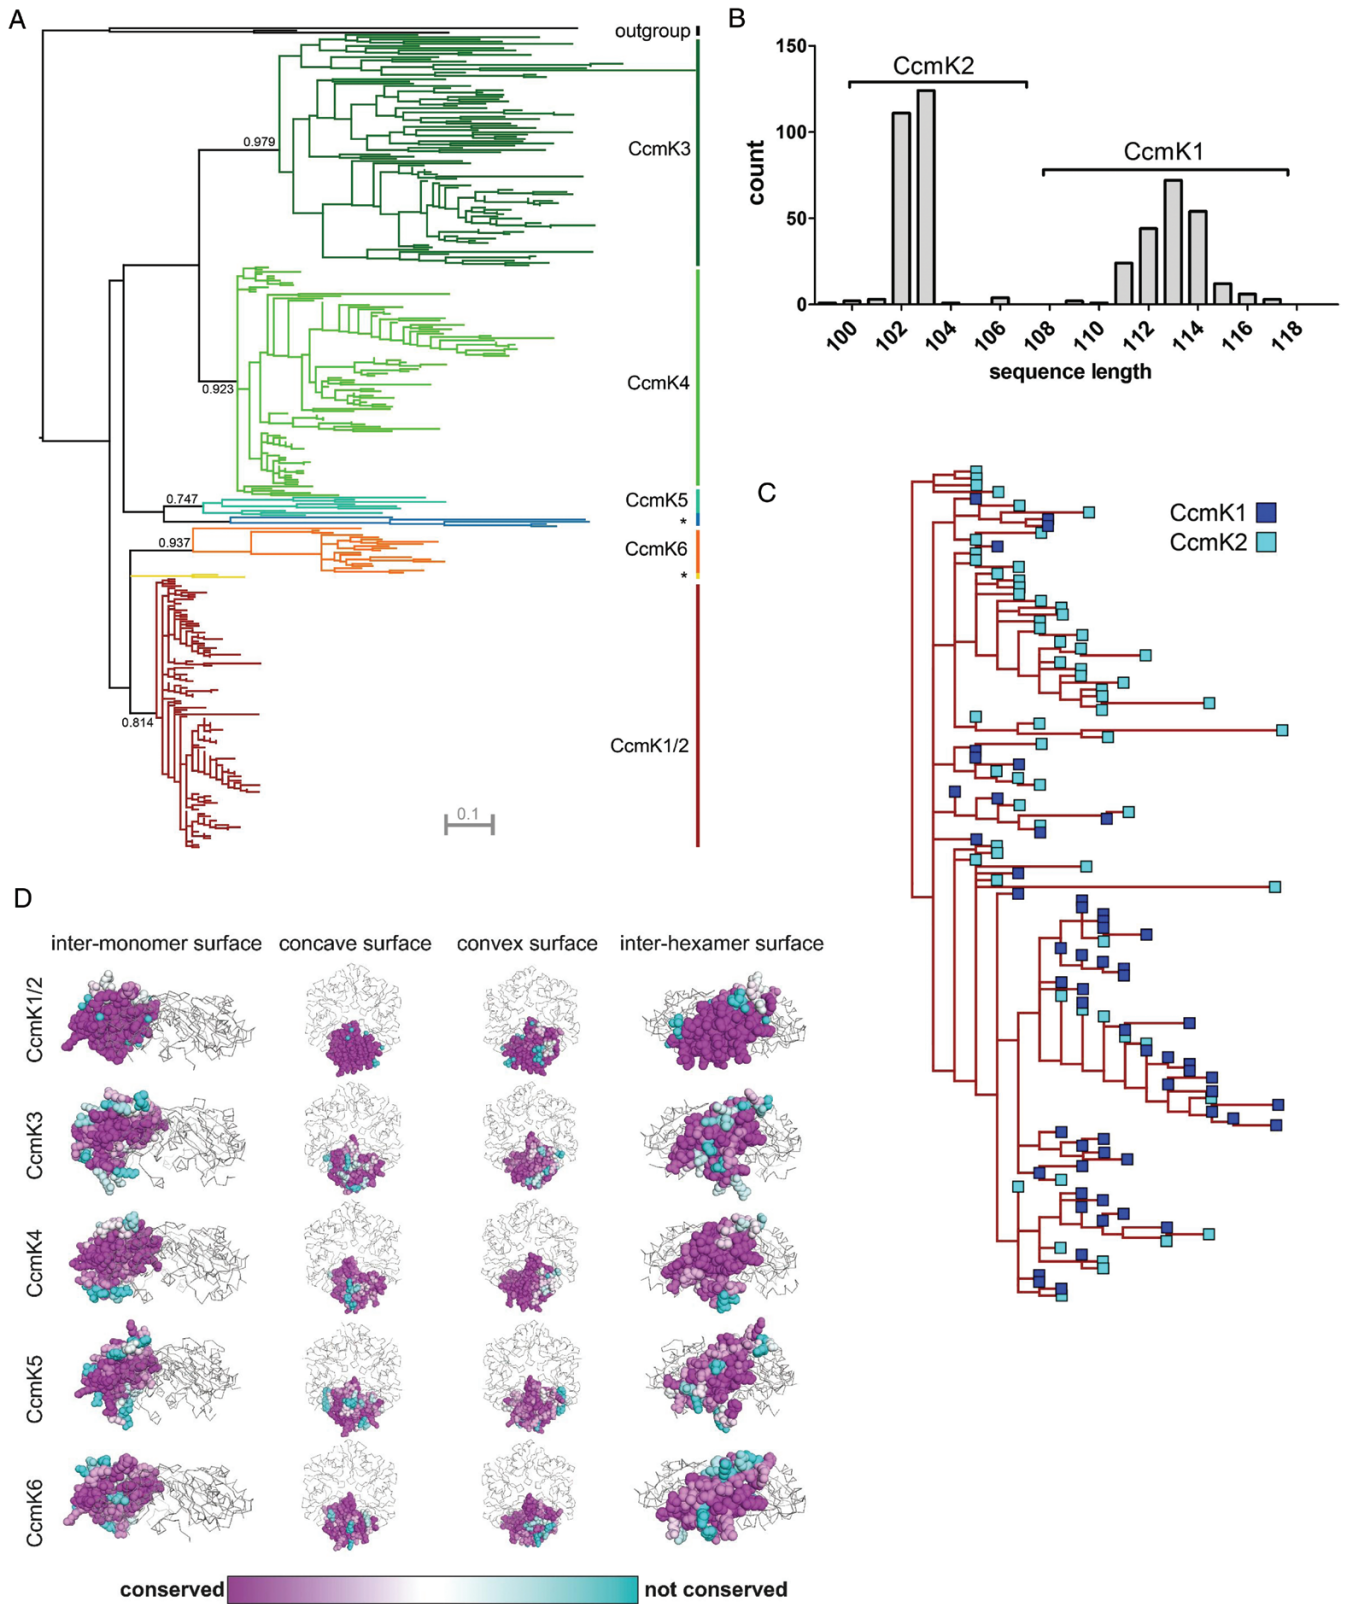 A
outgroup
CcmK3
0.979
CcmK4
0.923
CcmK5
0.747
*
CcmK6
0.937
*
CcmK1/2
0.814
0.1
B
CcmK2
CcmK1
150
100
50
0
count
100 102 104 106 108 110 112 114 116 118
sequence length
C
CcmK1
CcmK2
D
inter-monomer surface concave surface convex surface inter-hexamer surface
CcmK1/2
CcmK3
CcmK4
CcmK5
CcmK6
conserved not conserved